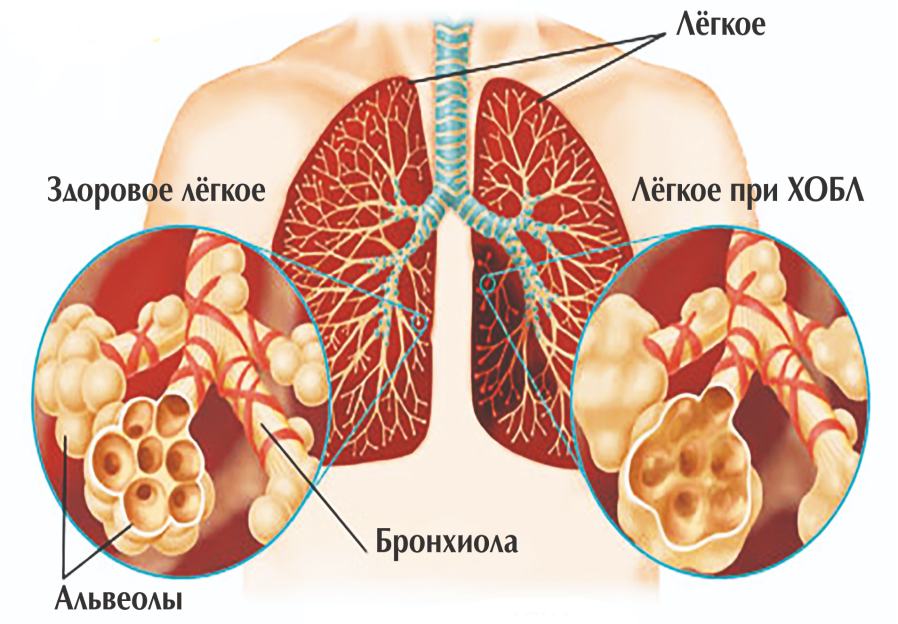 Лёгкое
Здоровое лёгкое
Лёгкое при ХОБЛ
Бронхиола
Альвеолы